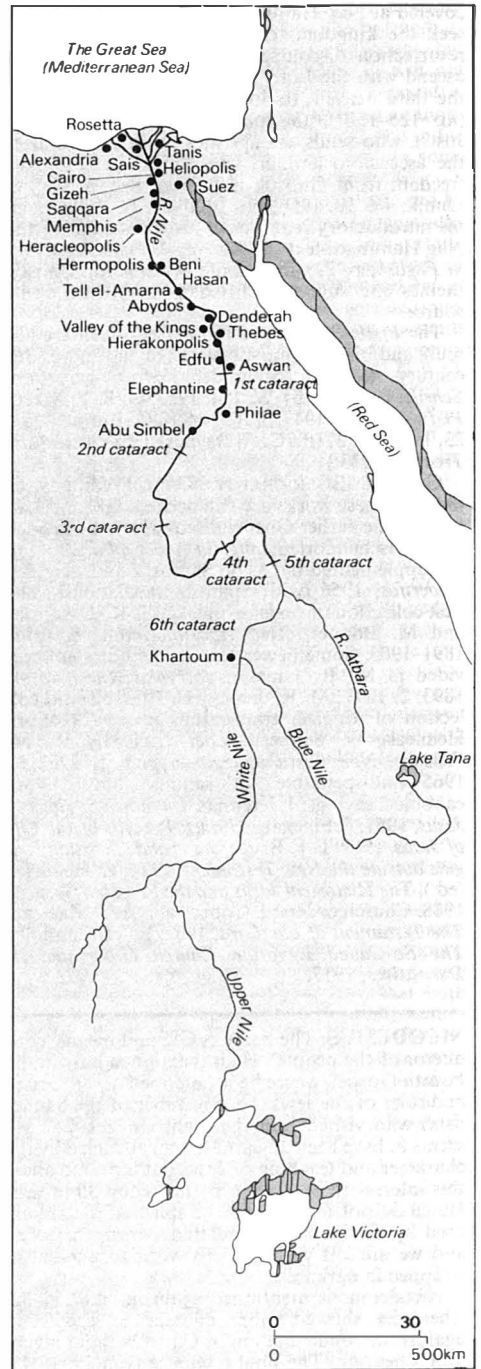 The Great Sea
(Mediterranean Sea)
Rosetta
Alexandria
Sais
Tanis
Heliopolis
Cairo
Suez
Gizeh
Saqqara
Memphis
R. Nile
Heracleopolis
Hermopolis
Beni
Hasan
Tell el-Amarna
Abydos
Denderah
Valley of the Kings
Thebes
Hierakonpolis
Edfu
Aswan
1st cataract
Elephantine
Philae
Abu Simbel
2nd cataract
(Red Sea)
3rd cataract
4th
cataract
5th cataract
6th cataract
Khartoum
R. Atbara
White Nile
Blue Nile
Lake Tana
Upper Nile
Lake Victoria
0 30
0 500km